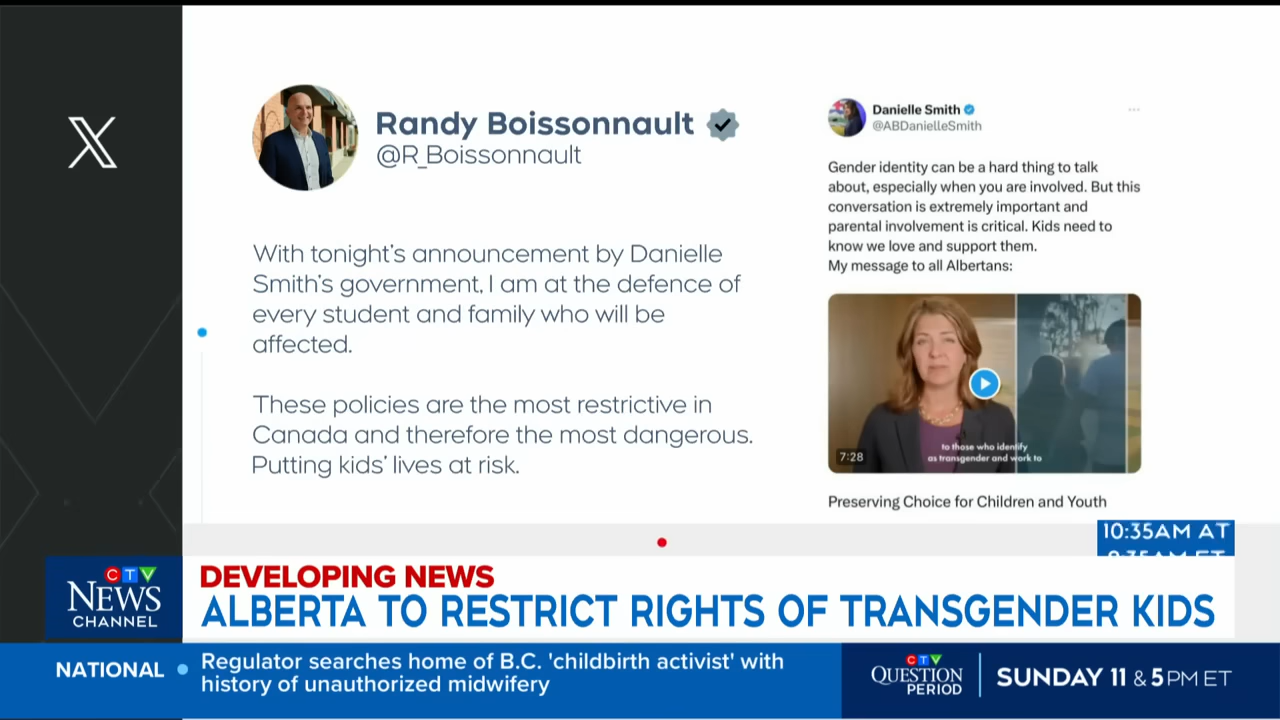 Randy Boissonnault
@R_Boissonnault
With tonight's announcement by Danielle
Smith's government, I am at the defence of
every student and family who will be
affected.
These policies are the most restrictive in
Canada and therefore the most dangerous.
Putting kids' lives at risk.
Danielle Smith
@ABDanielleSmith
Gender identity can be a hard thing to talk
about, especially when you are involved. But this
conversation is extremely important and
parental involvement is critical. Kids need to
know we love and support them.
My message to all Albertans:
to those who identify
as transgender and work to
7:28
Preserving Choice for Children and Youth
10:35AM AT
9:35AM ET
CTV
NEWS
CHANNEL
DEVELOPING NEWS
ALBERTA TO RESTRICT RIGHTS OF TRANSGENDER KIDS
NATIONAL
Regulator searches home of B.C. 'childbirth activist' with
history of unauthorized midwifery
CTV
QUESTION
PERIOD
SUNDAY 11 & 5PM ET